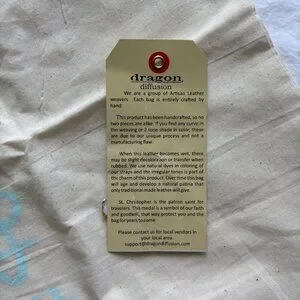 dragon
diffusion
We are a group of Artisan Leather
weavers. Each bag is entirely crafted by
hand.
This product has been handcrafted, so no
two pieces are alike. If you find any curve in
the weaving or 2 tone shade in color, these
are due to our unique process and not a
manufacturing flaw.
When this leather becomes wet, there
may be slight decoloration or transfer when
rubbed. We use natural dyes in coloring of
our straps and the irregular tones is part of
the charm of this product. Over time this bag
will age and develop a natural patina that
only traditional made leather will give.
St. Christopher is the patron saint for
travelers. This medal is a symbol of our faith
and goodwill, that way protect you and the
bag for years to come
Please contact us for local vendors in
your local area.
support@dragondiffusion.com